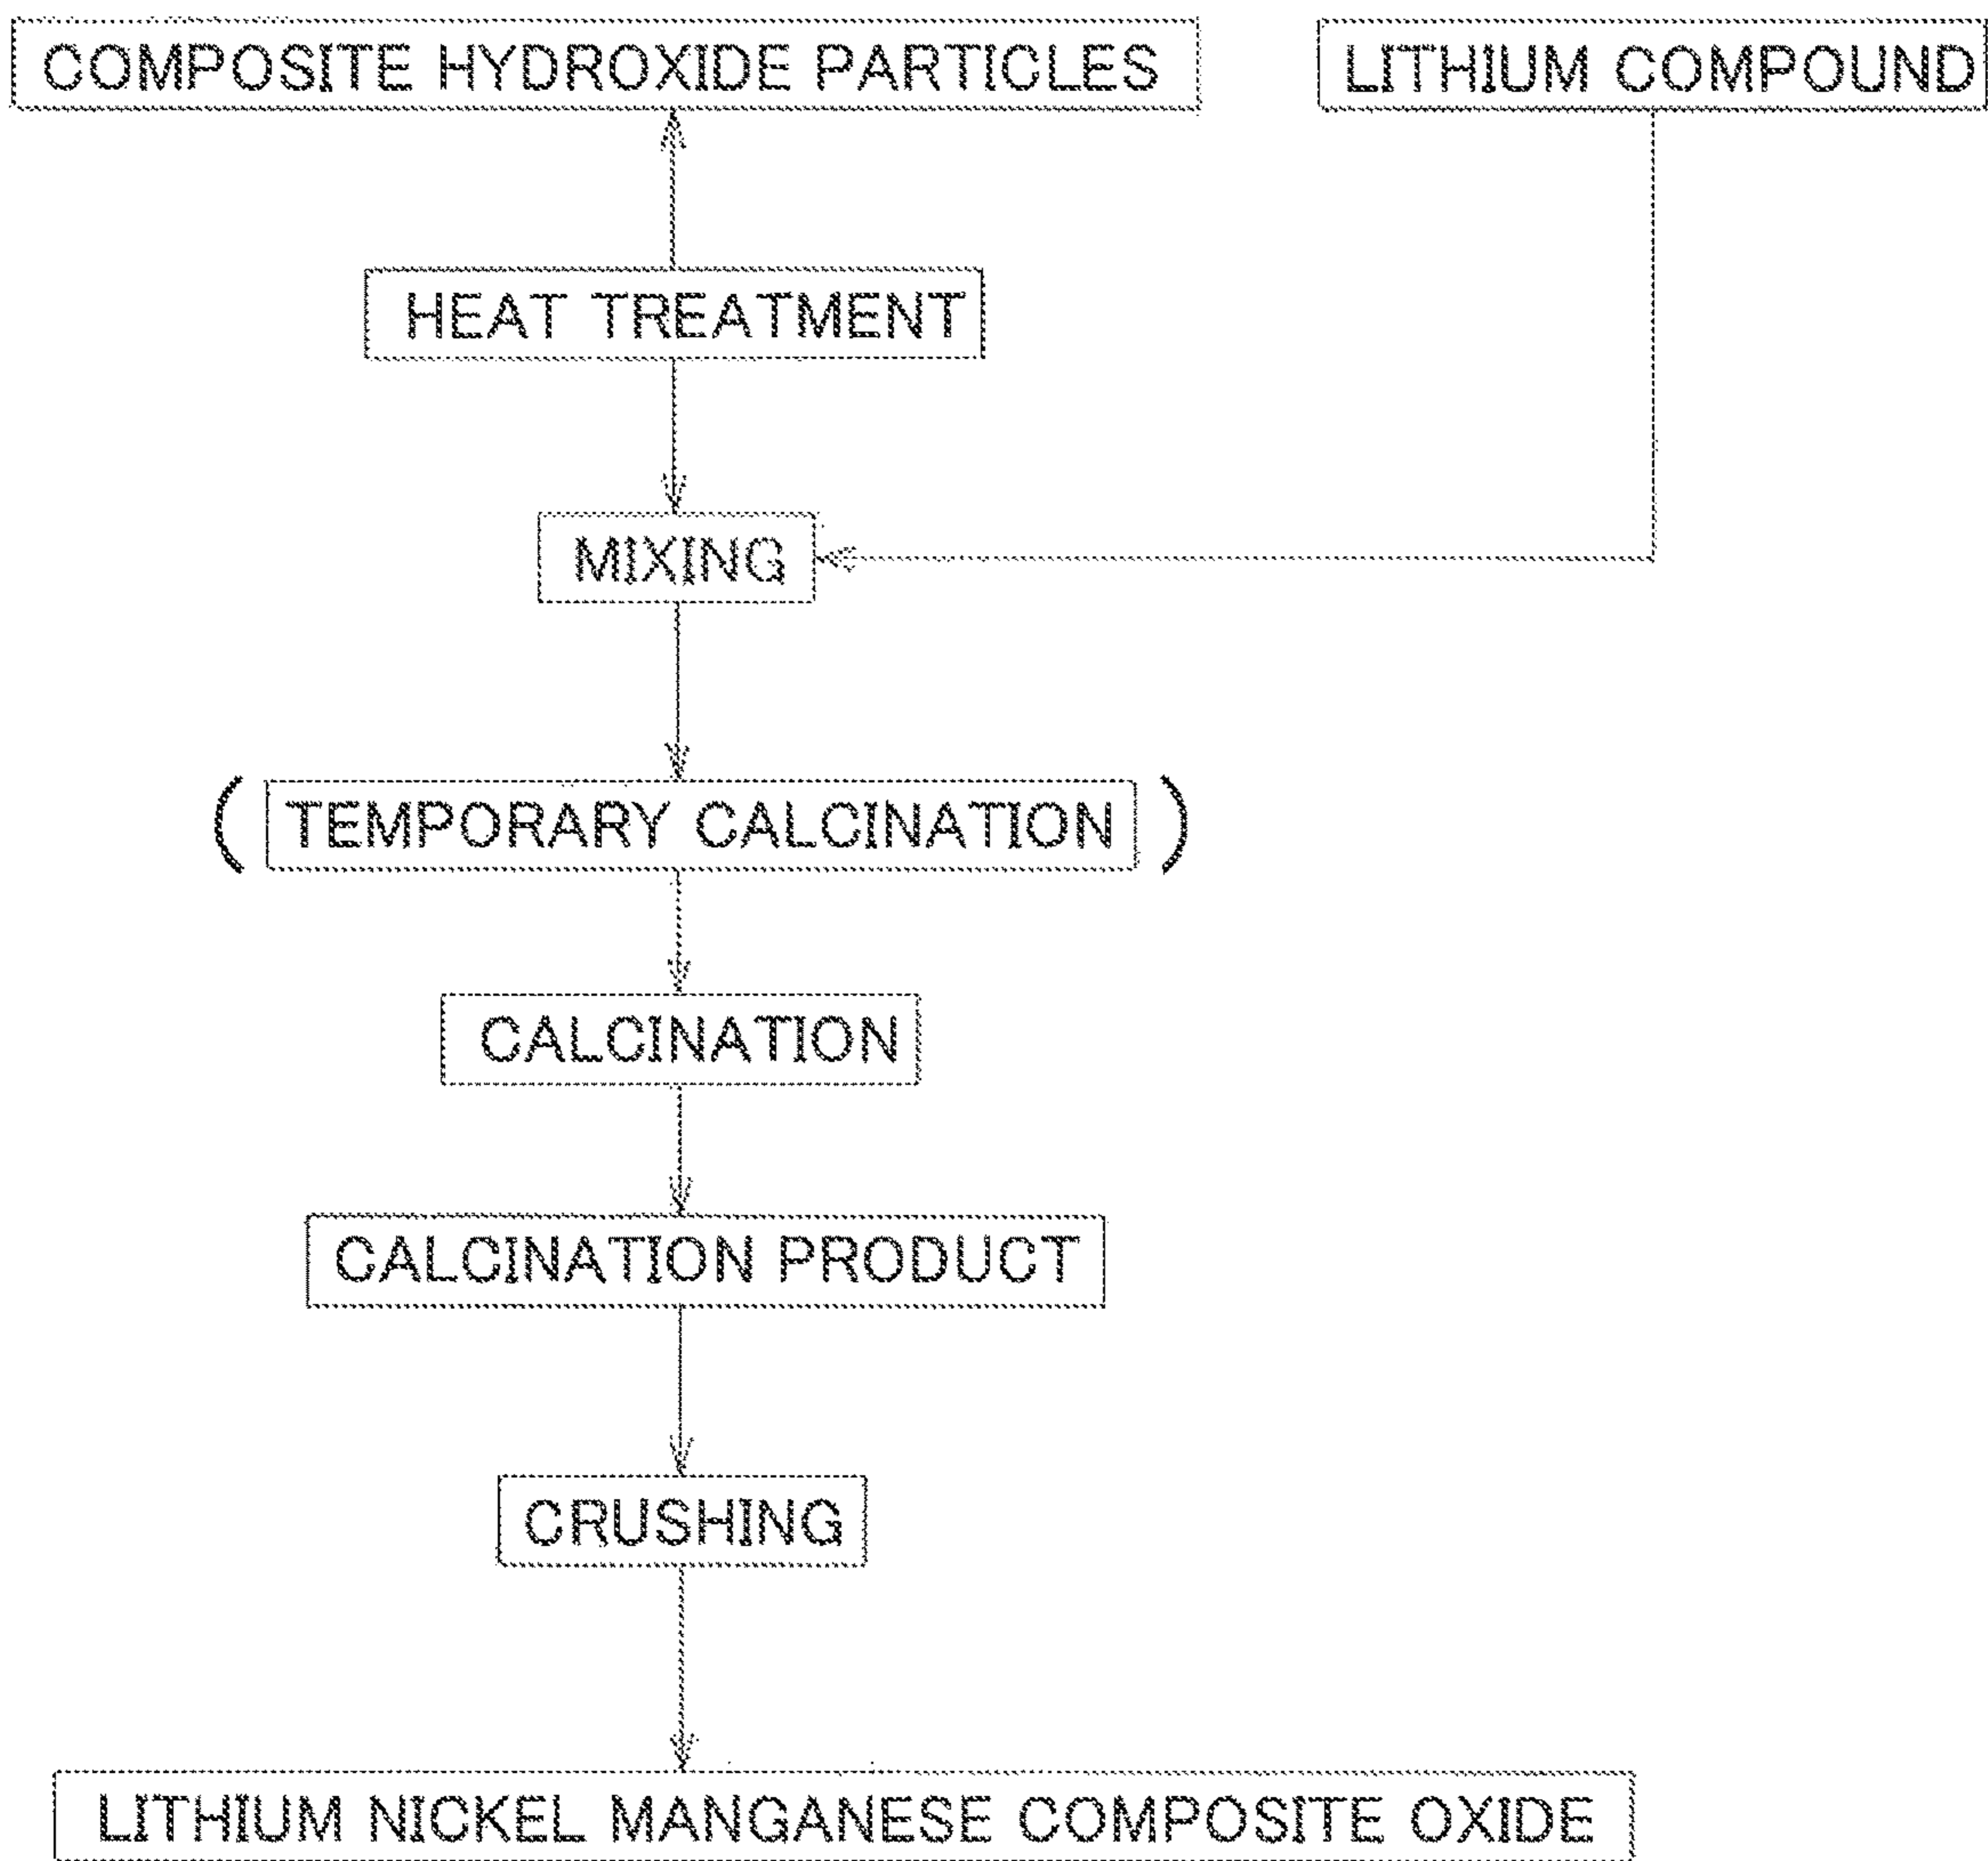 COMPOSITE HYDROXIDE PARTICLES
LITHIUM COMPOUND
HEAT TREATMENT
MIXING
( TEMPORARY CALCINATION )
CALCINATION
CALCINATION PRODUCT
CRUSHING
LITHIUM NICKEL MANGANESE COMPOSITE OXIDE